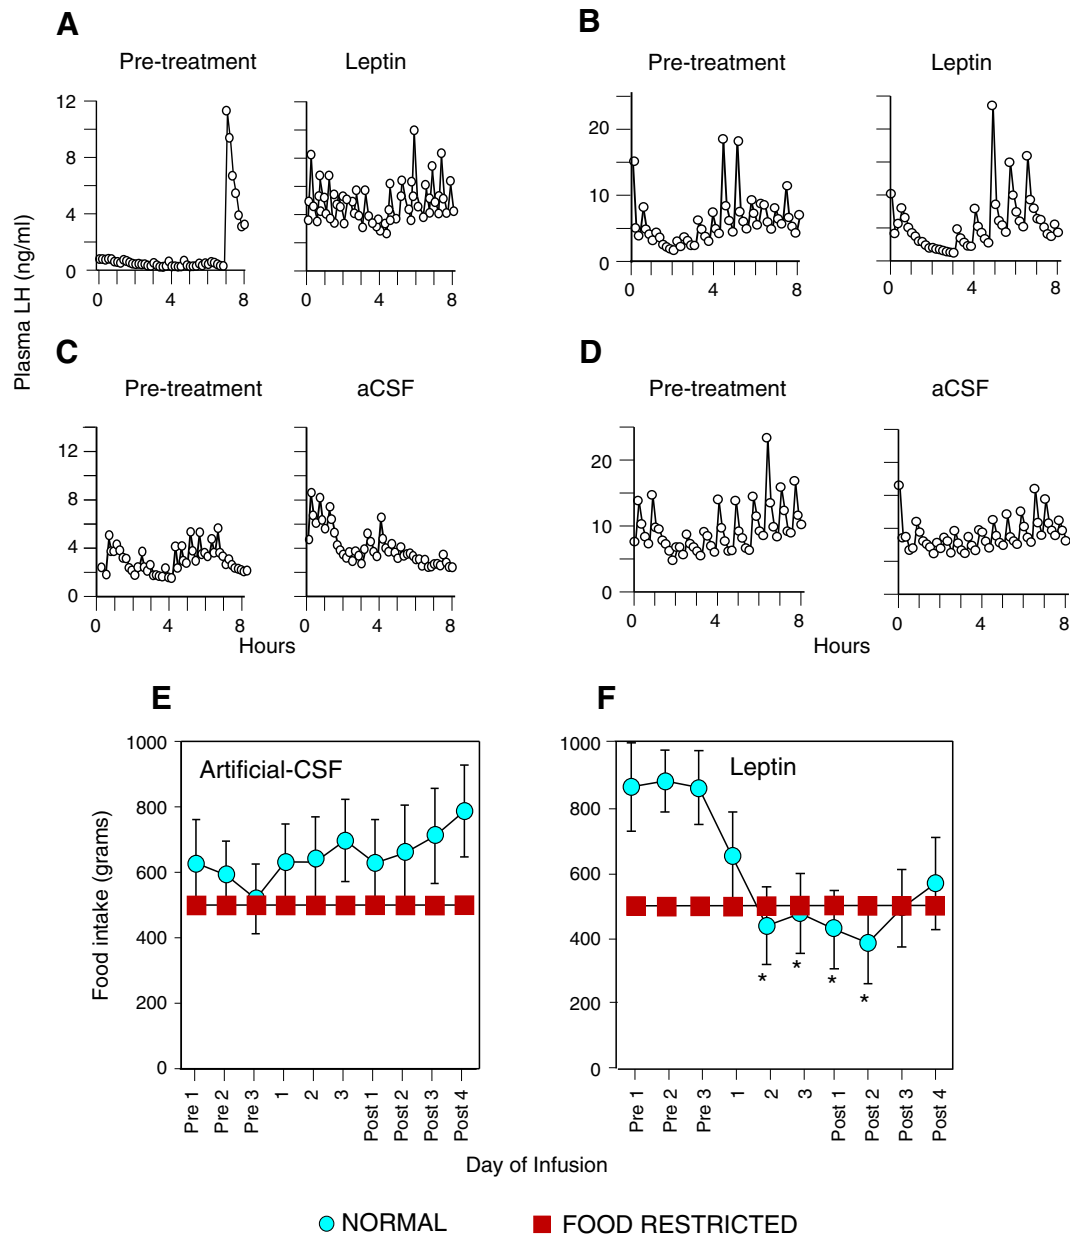 A
B
Pre-treatment
Leptin
Pre-treatment
Leptin
12
8
4
0
0
4
8
0
4
8
20
10
0
0
4
8
0
4
8
Plasma LH (ng/ml)
C
D
Pre-treatment
aCSF
Pre-treatment
aCSF
12
8
4
0
0
4
8
0
4
8
20
10
0
0
4
8
0
4
8
Hours
Hours
E
F
1000
800
600
400
200
0
Artificial-CSF
1000
800
600
400
200
0
Leptin
*
*
*
*
Food intake (grams)
Pre 1
Pre 2
Pre 3
1
2
3
Post 1
Post 2
Post 3
Post 4
Pre 1
Pre 2
Pre 3
1
2
3
Post 1
Post 2
Post 3
Post 4
Day of Infusion
NORMAL
FOOD RESTRICTED